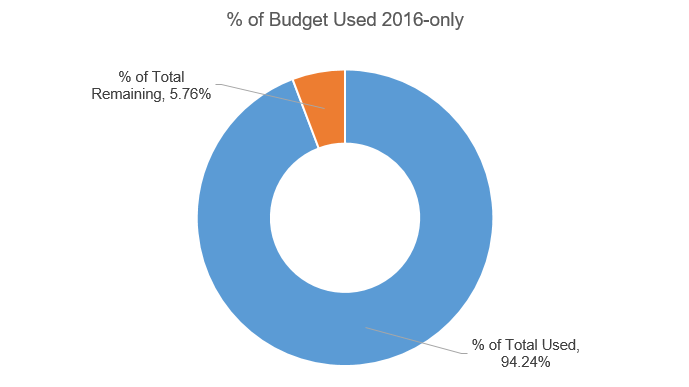 % of Budget Used 2016-only
% of Total
Remaining, 5.76%
% of Total Used,
94.24%